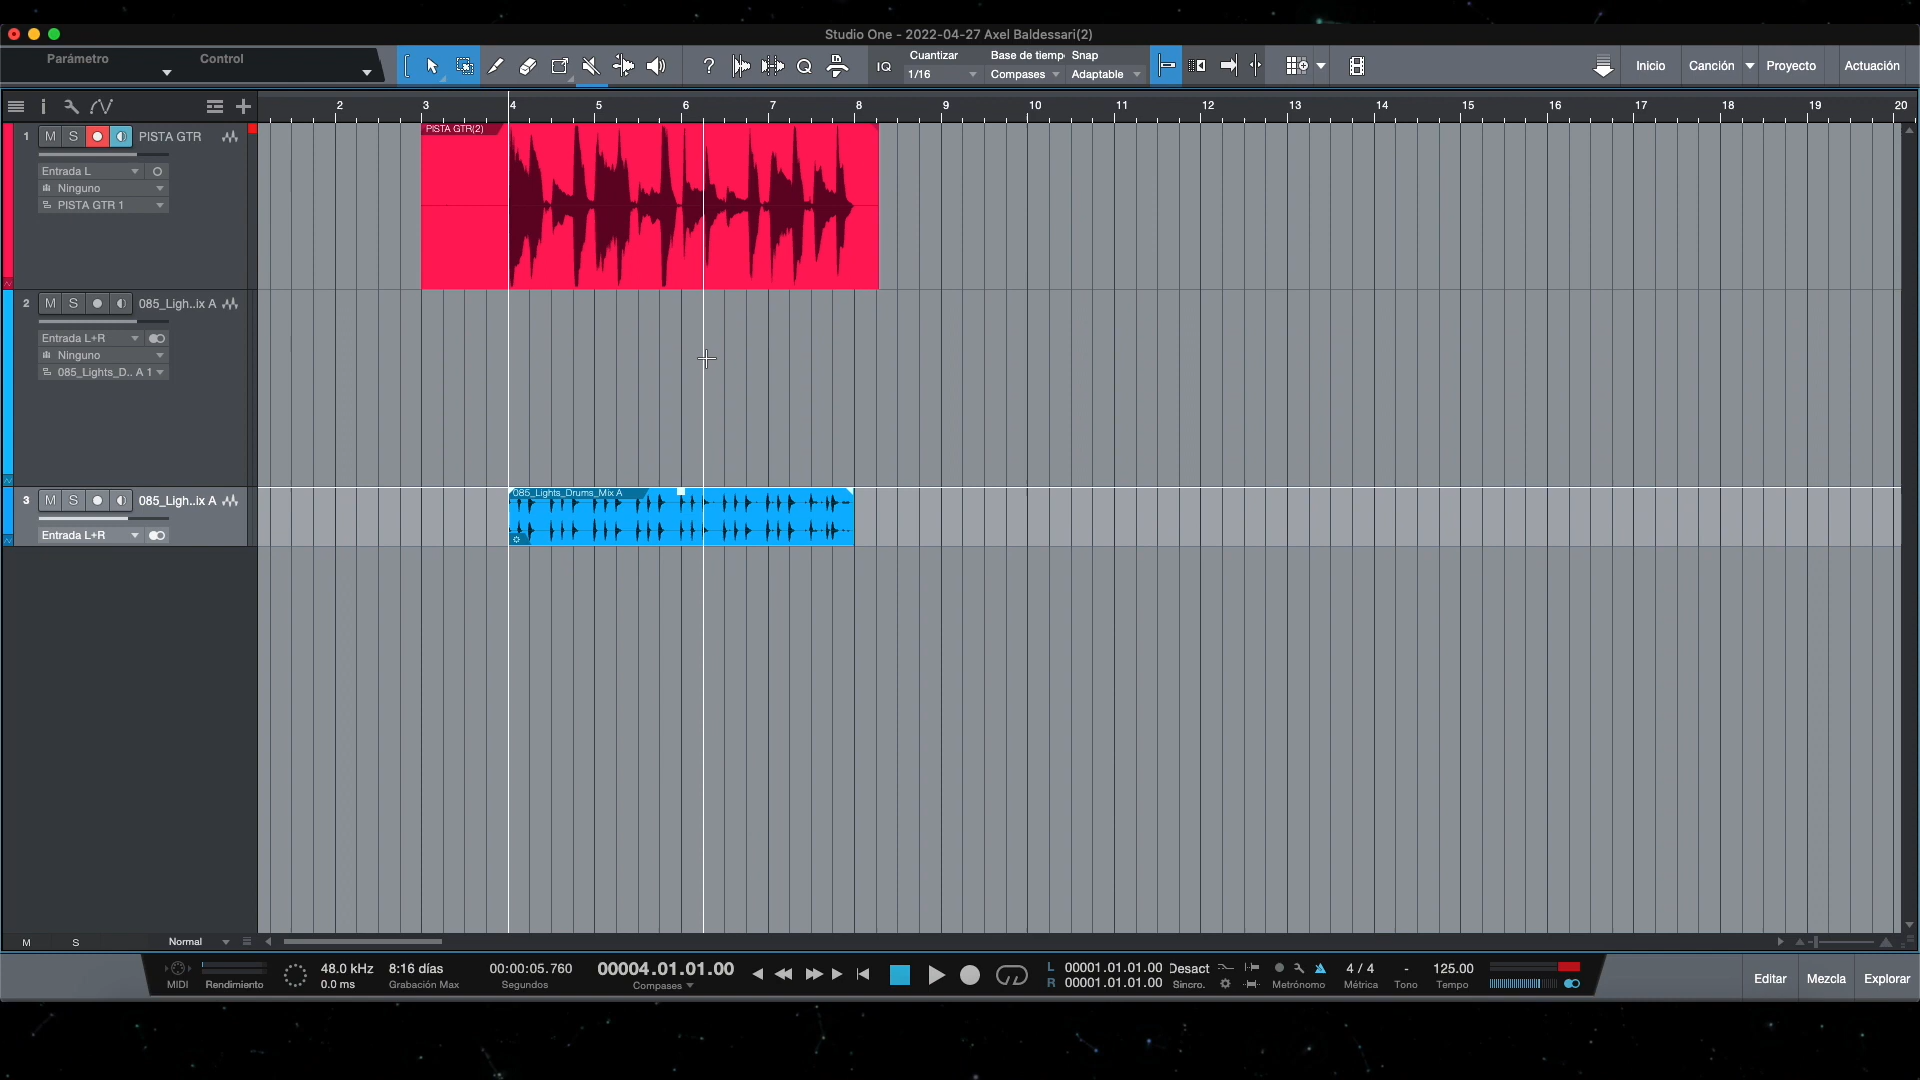 Studio One - 2022-04-27 Axel Baldessari(2)
Parámetro
Control
?
IQ
Cuantizar
1/16
Base de tiemp
Compases
Snap
Adaptable
Inicio
Canción
Proyecto
Actuación
2 3 4 5 6 7 8 9 10 11 12 13 14 15 16 17 18 19 20
1 M S PISTA GTR
Entrada L
Ninguno
PISTA GTR 1
PISTA GTR(2)
2 M S 085_Ligh..ix A
Entrada L+R
Ninguno
085_Lights_D.. A 1
3 M S 085_Ligh..ix A
Entrada L+R
085_Lights_Drums_Mix A
M S Normal
MIDI
Rendimiento
48.0 kHz
0.0 ms
8:16 días
Grabación Max
00:00:05.760
Segundos
00004.01.01.00
Compases
L 00001.01.01.00
R 00001.01.01.00
Desact
Sincro.
Metrónomo
4 / 4
Métrica
-
Tono
125.00
Tempo
Editar
Mezcla
Explorar